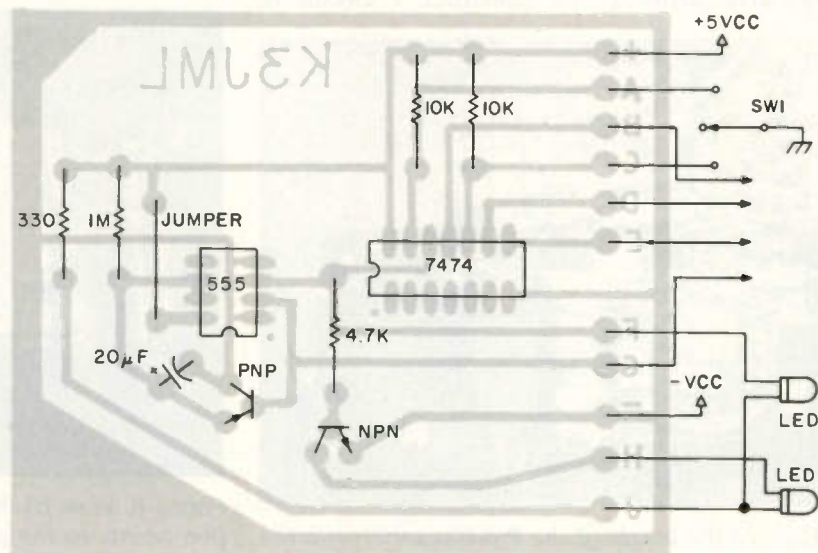 +5VCC
K3JML
A
10K
10K
SW1
B
C
D
E
330
1M
JUMPER
555
7474
4.7K
F
20µF
PNP
G
-VCC
LED
NPN
H
LED
J